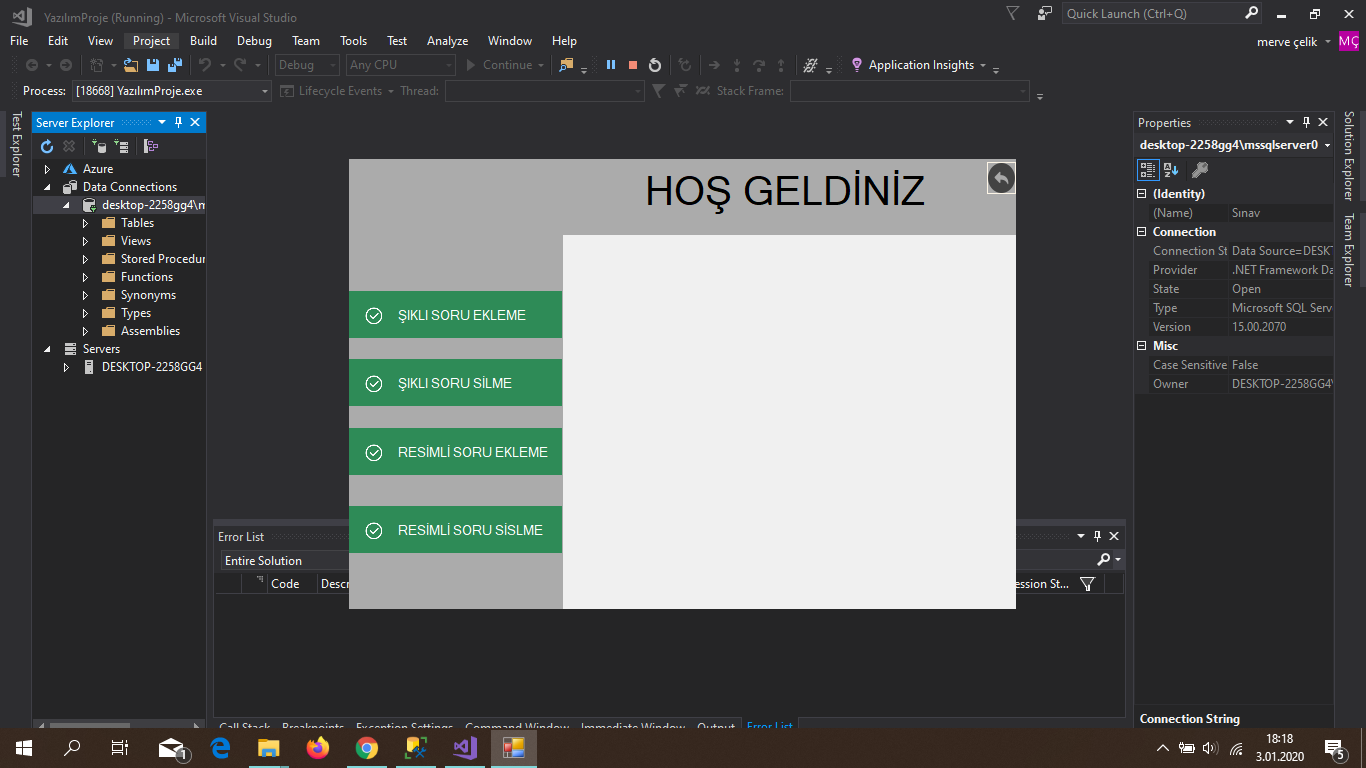 YazılımProje (Running) - Microsoft Visual Studio
Quick Launch (Ctrl+Q)
File Edit View Project Build Debug Team Tools Test Analyze Window Help
merve çelik MÇ
Debug Any CPU Continue Application Insights
Process: [18668] YazılımProje.exe Lifecycle Events Thread: Stack Frame:
Test Explorer
Server Explorer
Azure
Data Connections
desktop-2258gg4\m
Tables
Views
Stored Procedur
Functions
Synonyms
Types
Assemblies
Servers
DESKTOP-2258GG4
HOŞ GELDİNİZ
ŞIKLI SORU EKLEME
ŞIKLI SORU SİLME
RESİMLİ SORU EKLEME
RESİMLİ SORU SİSLME
Error List
Entire Solution
Code Descr
ession St...
Call Stack Breakpoints Exception Settings Command Window Immediate Window Output Error List
Properties
desktop-2258gg4\mssqlserver0
(Identity)
(Name) Sınav
Connection
Connection St Data Source=DESKT
Provider .NET Framework Da
State Open
Type Microsoft SQL Serv
Version 15.00.2070
Misc
Case Sensitive False
Owner DESKTOP-2258GG4\
Connection String
Solution Explorer
Team Explorer
1
18:18
3.01.2020
5